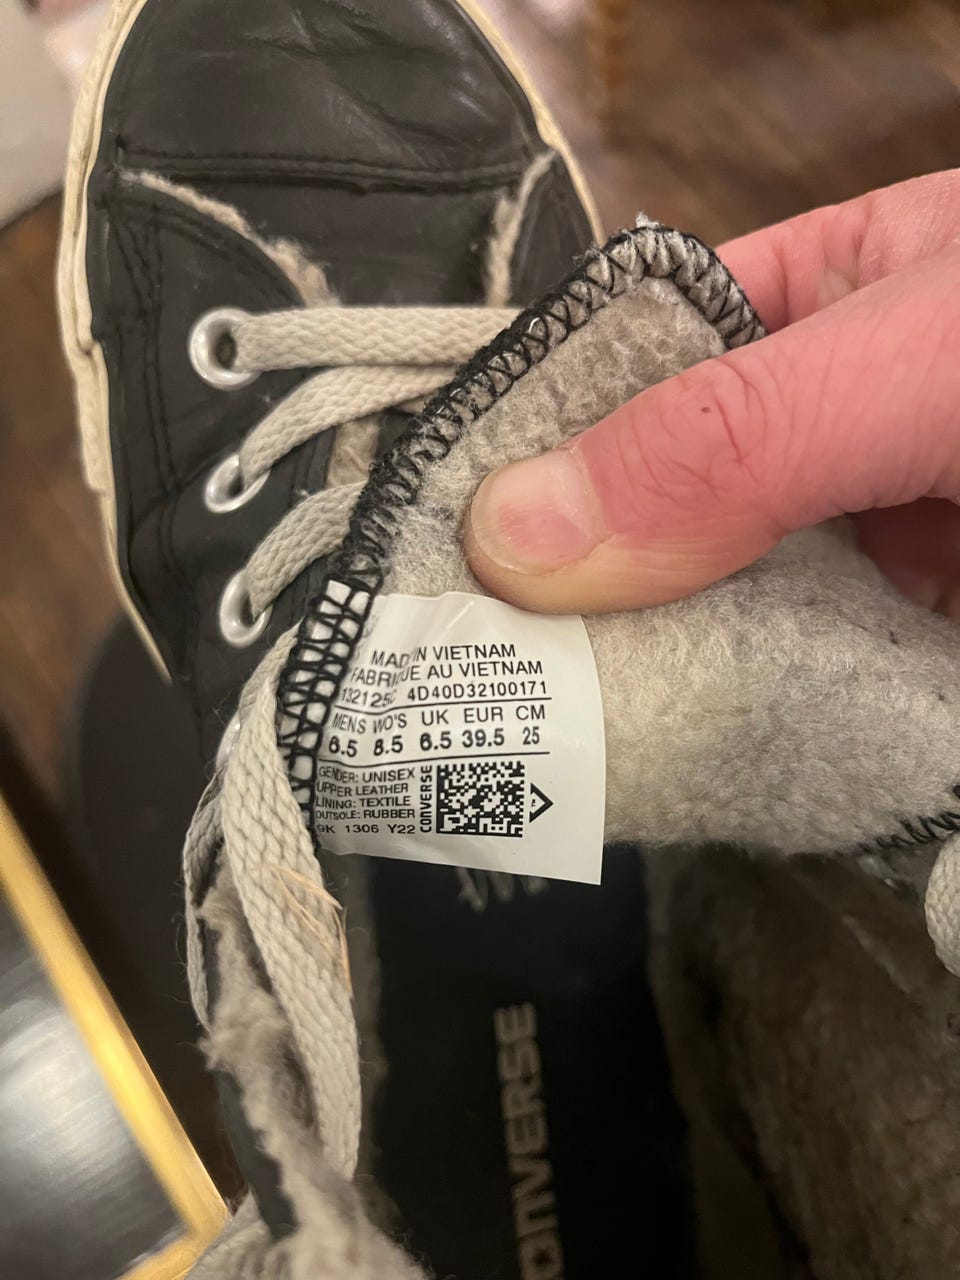 MADE IN VIETNAM
FABRIQUE AU VIETNAM
132125C 4D40D32100171
MENS WO'S UK EUR CM
6.5 8.5 6.5 39.5 25
GENDER: UNISEX
UPPER LEATHER
LINING: TEXTILE
OUTSOLE: RUBBER
9K 1306 Y22
CONVERSE
CONVERSE